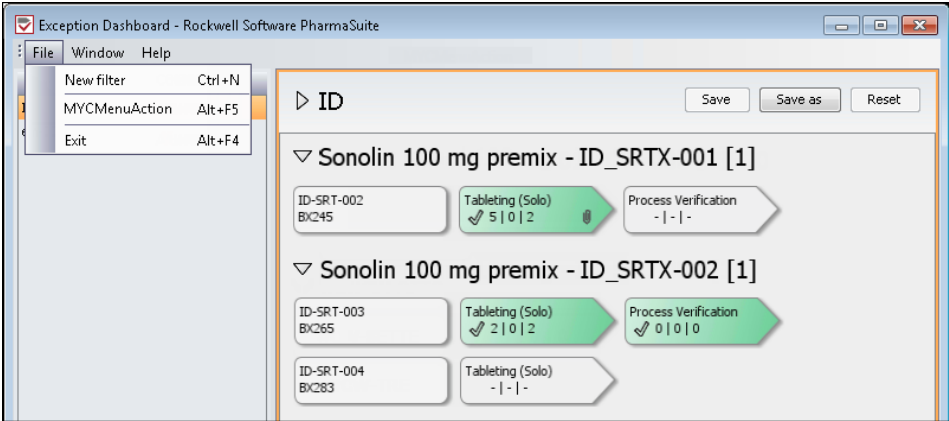 Exception Dashboard - Rockwell Software PharmaSuite
File Window Help
New filter Ctrl+N
MYCMenuAction Alt+F5
Exit Alt+F4
ID
Save Save as Reset
Sonolin 100 mg premix - ID_SRTX-001 [1]
ID-SRT-002
BX245
Tableting (Solo)
5 | 0 | 2
Process Verification
- | - | -
Sonolin 100 mg premix - ID_SRTX-002 [1]
ID-SRT-003
BX265
Tableting (Solo)
2 | 0 | 2
Process Verification
0 | 0 | 0
ID-SRT-004
BX283
Tableting (Solo)
- | - | -